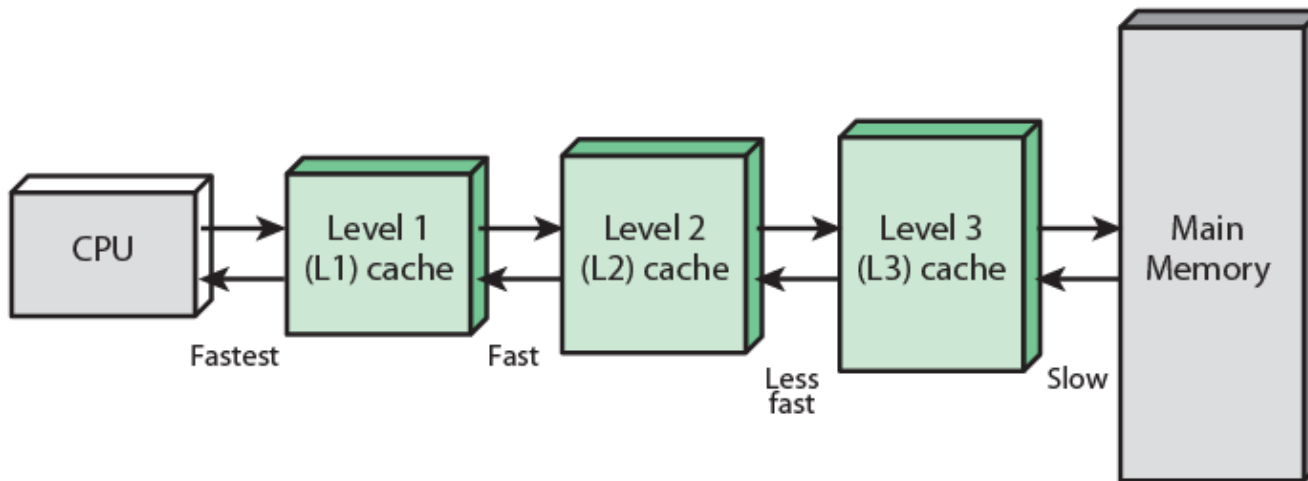 CPU
Level 1
(L1) cache
Level 2
(L2) cache
Level 3
(L3) cache
Main
Memory
Fastest
Fast
Less
fast
Slow